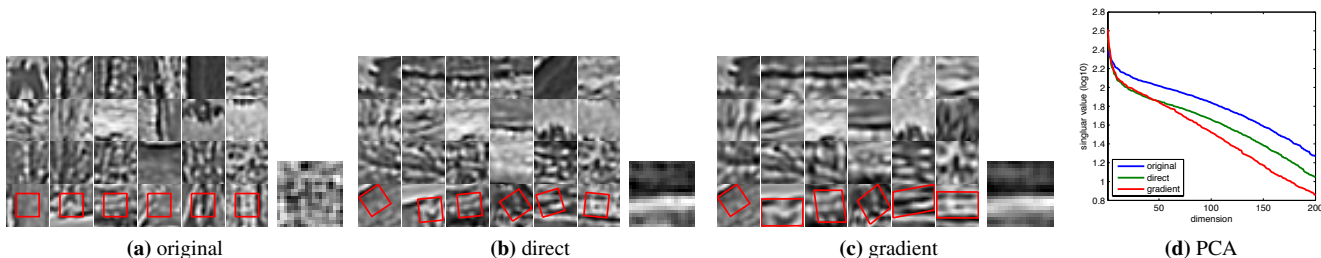 2.8
2.6
2.4
2.2
2
1.8
1.6
1.4
1.2
1
0.8
singluar value (log10)
original
direct
gradient
50 100 150 200
dimension
(a) original (b) direct (c) gradient (d) PCA